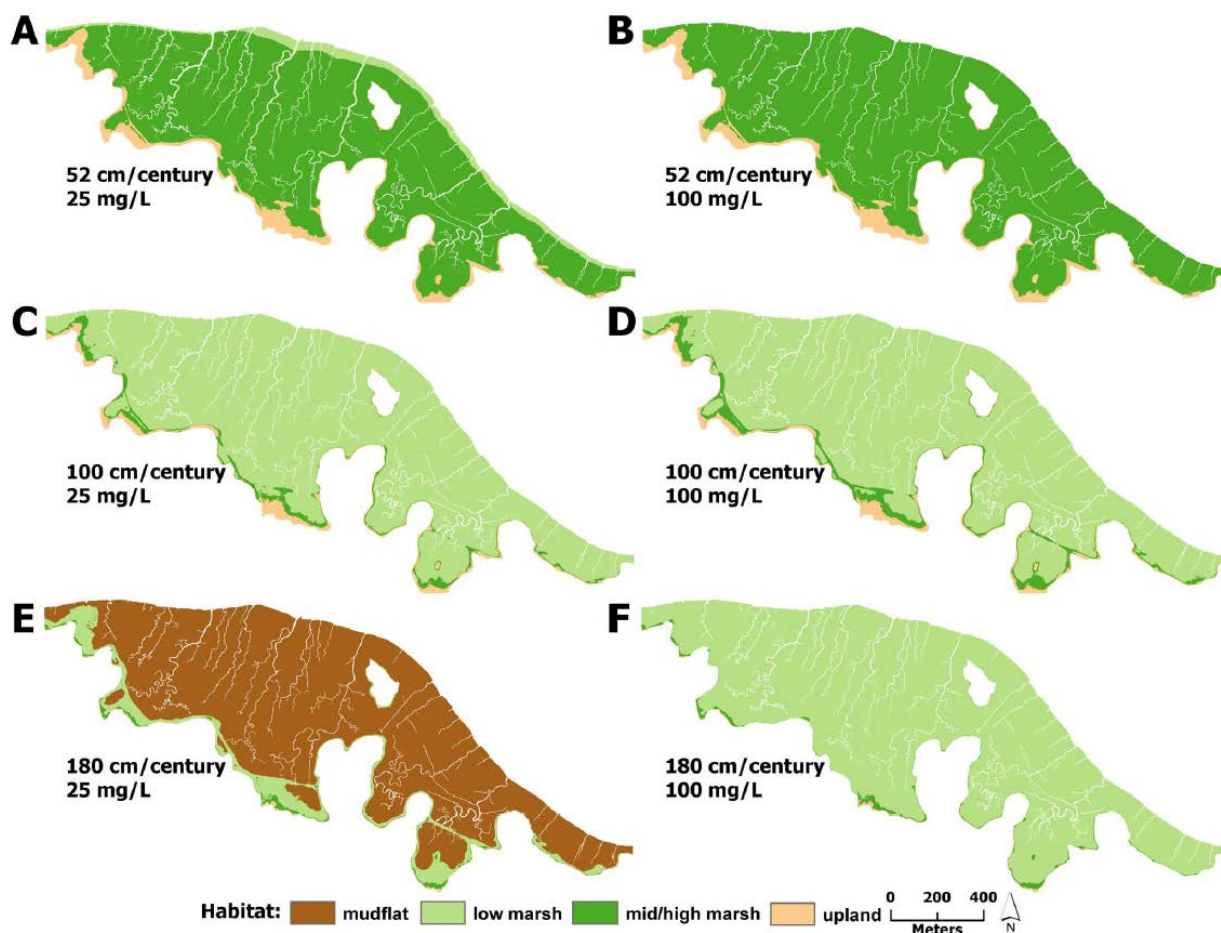 A
52 cm/century
25 mg/L
B
52 cm/century
100 mg/L
C
100 cm/century
25 mg/L
D
100 cm/century
100 mg/L
E
180 cm/century
25 mg/L
F
180 cm/century
100 mg/L
Habitat: mudflat low marsh mid/high marsh upland
0 200 400
Meters
N